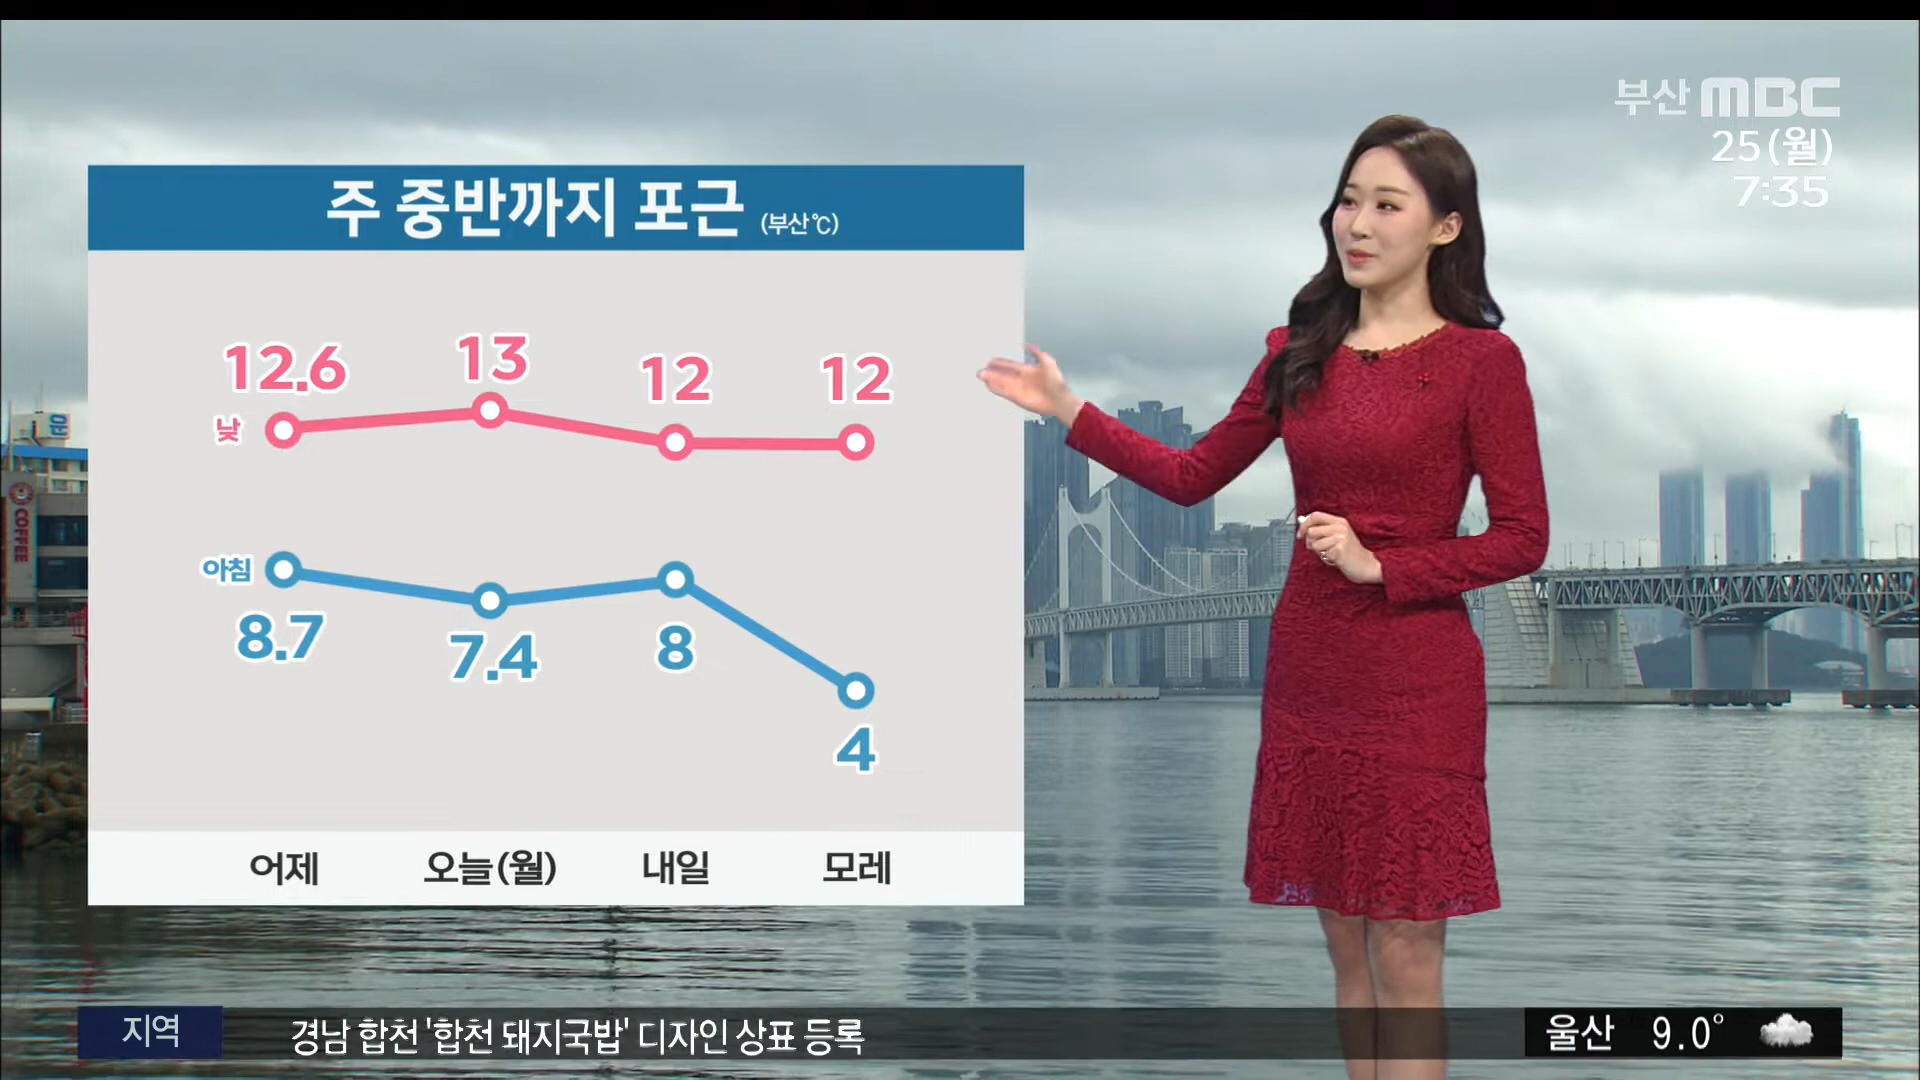 부산 MBC
25(월)
7:35
주 중반까지 포근 (부산℃)
12.6 13 12 12
낮
아침
8.7 7.4 8 4
어제 오늘(월) 내일 모레
운
COFFEE
지역 경남 합천 '합천 돼지국밥' 디자인 상표 등록 울산 9.0°